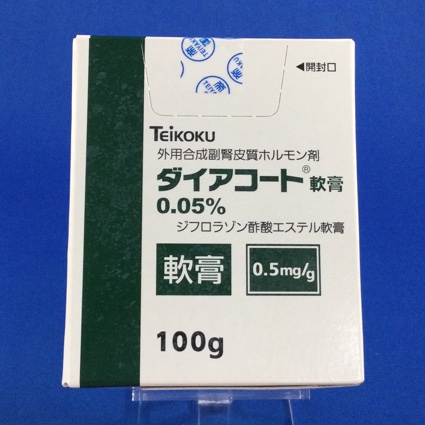 ◀開封口
TEIKOKU
外用合成副腎皮質ホルモン剤
ダイアコート®軟膏
0.05%
ジフロラゾン酢酸エステル軟膏
軟膏
0.5mg/g
100g